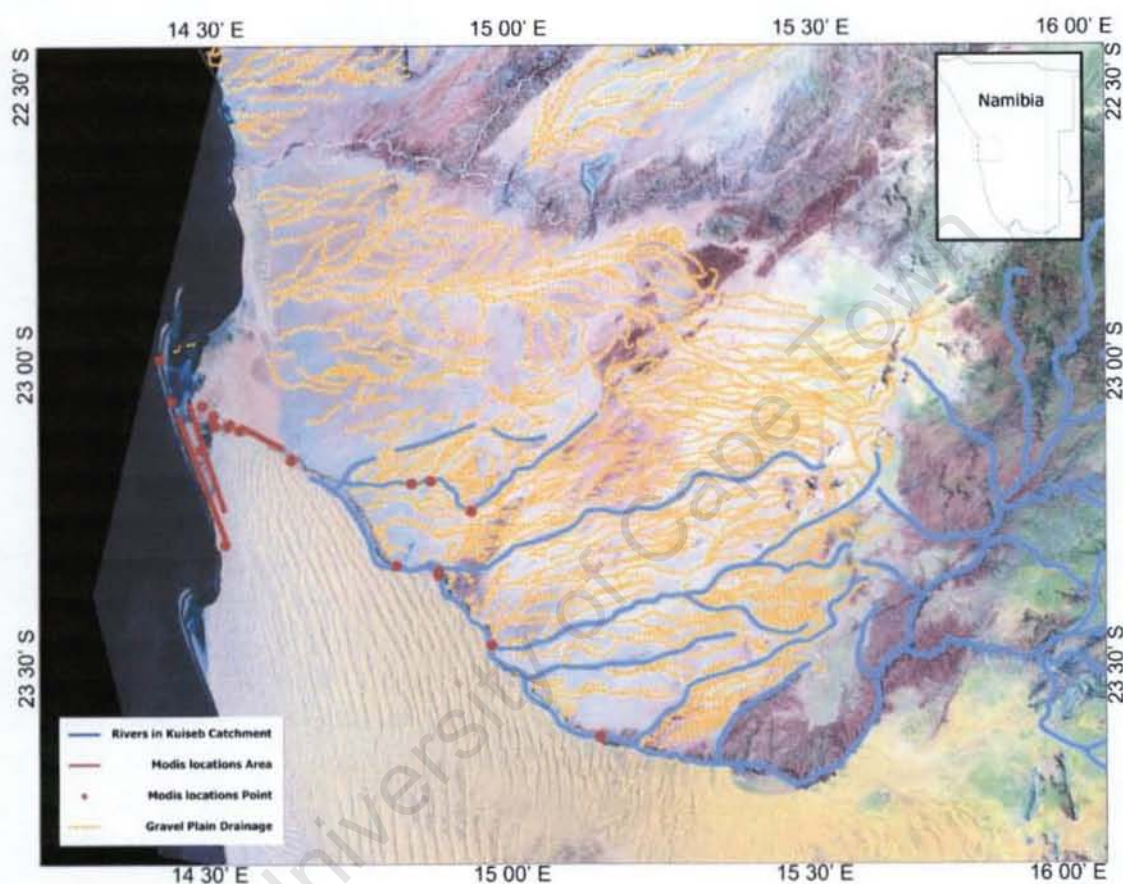 14 30' E 15 00' E 15 30' E 16 00' E
22 30' S
22 30' S
Namibia
23 00' S
23 00' S
23 30' S
23 30' S
Rivers in Kuiseb Catchment
Modis locations Area
Modis locations Point
Gravel Plain Drainage
14 30' E 15 00' E 15 30' E 16 00' E
University of Cape Town